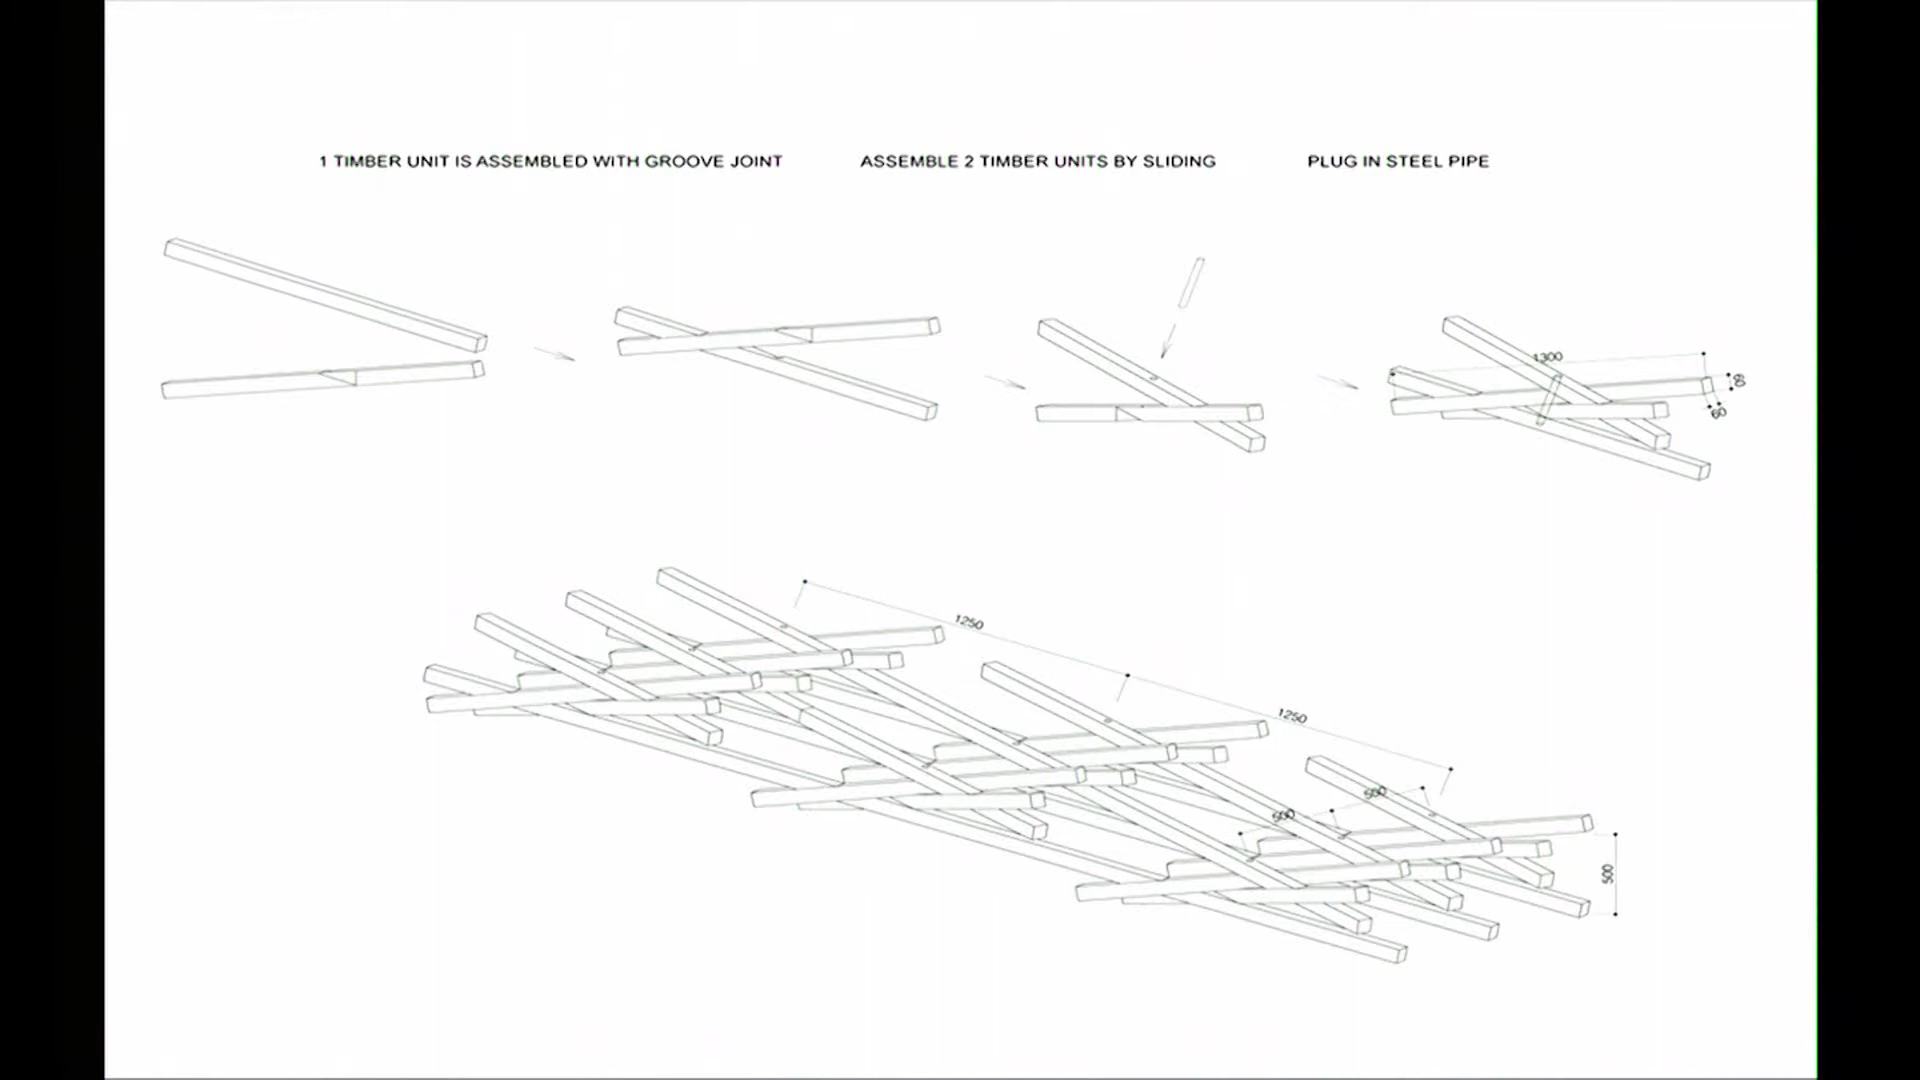 1 TIMBER UNIT IS ASSEMBLED WITH GROOVE JOINT
ASSEMBLE 2 TIMBER UNITS BY SLIDING
PLUG IN STEEL PIPE
1300
60
60
1250
1250
500
500
500